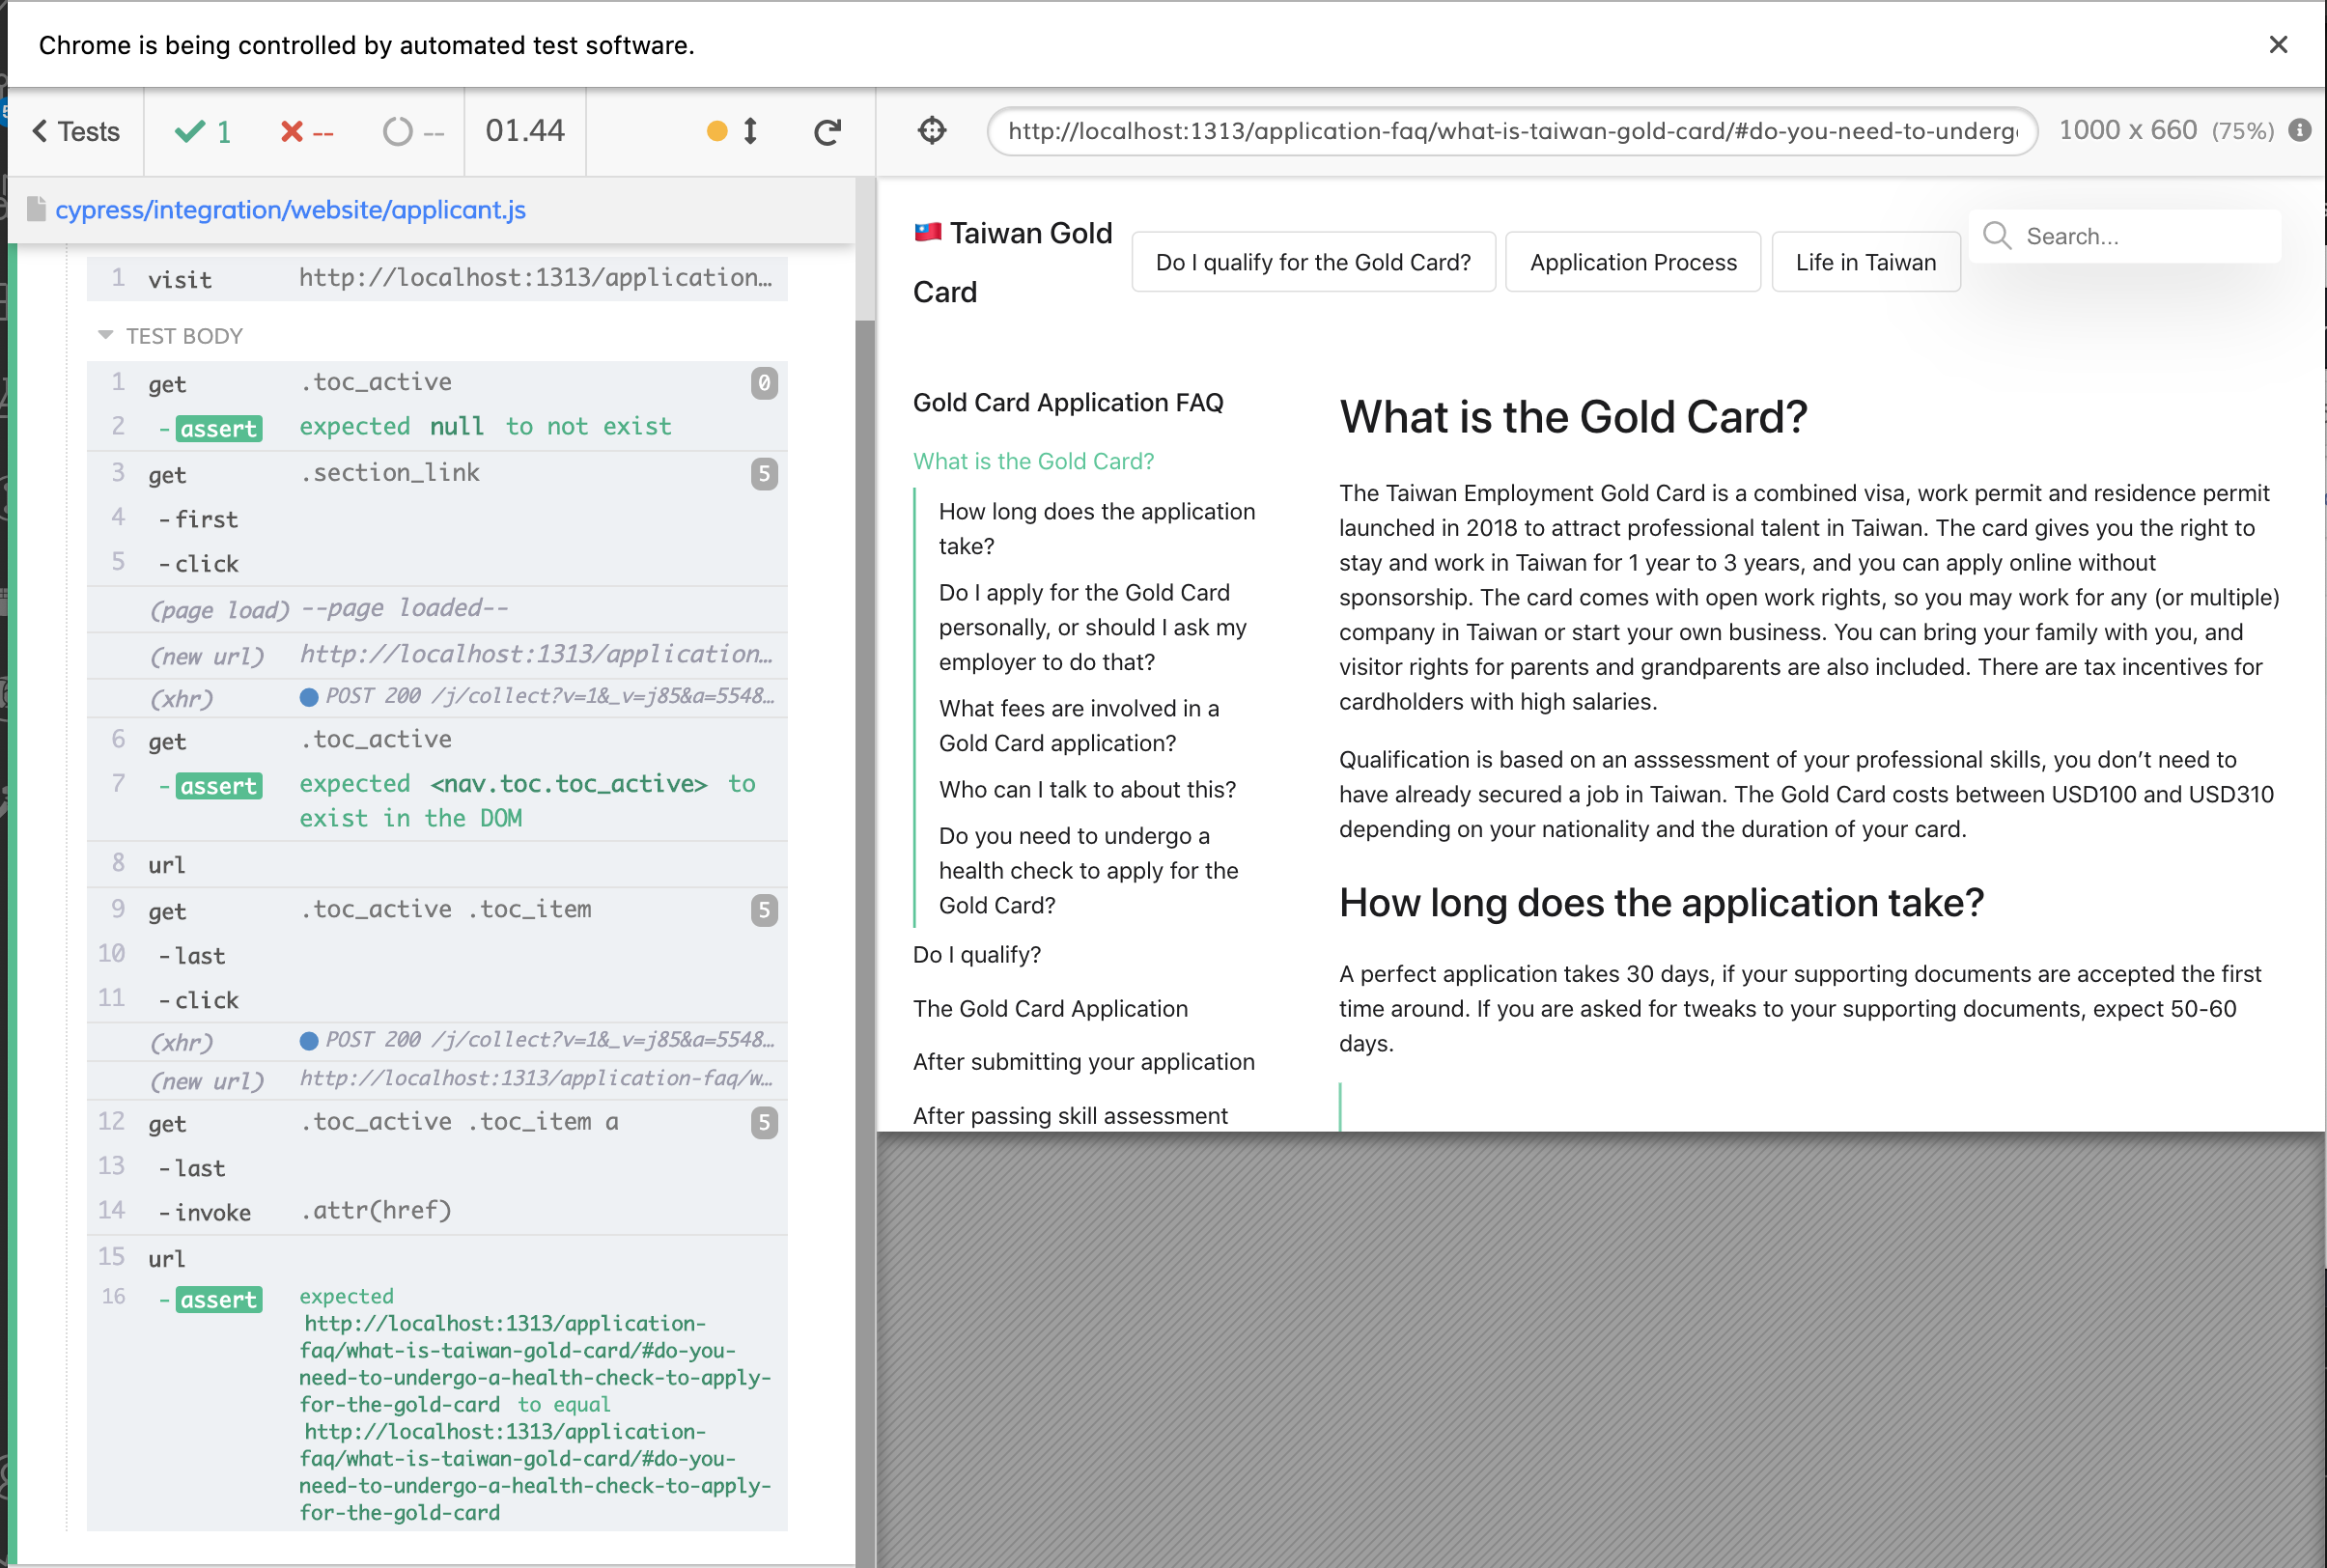 Chrome is being controlled by automated test software.
Tests
1
--
--
01.44
http://localhost:1313/application-faq/what-is-taiwan-gold-card/#do-you-need-to-underg
1000 x 660 (75%)
cypress/integration/website/applicant.js
1 visit http://localhost:1313/application…
TEST BODY
1 get .toc_active 0
2 -assert expected null to not exist
3 get .section_link 5
4 -first
5 -click
(page load) --page loaded--
(new url) http://localhost:1313/application…
(xhr) POST 200 /j/collect?v=1&_v=j85&a=5548…
6 get .toc_active
7 -assert expected <nav.toc.toc_active> to
exist in the DOM
8 url
9 get .toc_active .toc_item 5
10 -last
11 -click
(xhr) POST 200 /j/collect?v=1&_v=j85&a=5548…
(new url) http://localhost:1313/application-faq/w…
12 get .toc_active .toc_item a 5
13 -last
14 -invoke .attr(href)
15 url
16 -assert expected
http://localhost:1313/application-
faq/what-is-taiwan-gold-card/#do-you-
need-to-undergo-a-health-check-to-apply-
for-the-gold-card to equal
http://localhost:1313/application-
faq/what-is-taiwan-gold-card/#do-you-
need-to-undergo-a-health-check-to-apply-
for-the-gold-card
Taiwan Gold
Card
Do I qualify for the Gold Card?
Application Process
Life in Taiwan
Search...
Gold Card Application FAQ
What is the Gold Card?
How long does the application
take?
Do I apply for the Gold Card
personally, or should I ask my
employer to do that?
What fees are involved in a
Gold Card application?
Who can I talk to about this?
Do you need to undergo a
health check to apply for the
Gold Card?
Do I qualify?
The Gold Card Application
After submitting your application
After passing skill assessment
What is the Gold Card?
The Taiwan Employment Gold Card is a combined visa, work permit and residence permit
launched in 2018 to attract professional talent in Taiwan. The card gives you the right to
stay and work in Taiwan for 1 year to 3 years, and you can apply online without
sponsorship. The card comes with open work rights, so you may work for any (or multiple)
company in Taiwan or start your own business. You can bring your family with you, and
visitor rights for parents and grandparents are also included. There are tax incentives for
cardholders with high salaries.
Qualification is based on an asssessment of your professional skills, you don’t need to
have already secured a job in Taiwan. The Gold Card costs between USD100 and USD310
depending on your nationality and the duration of your card.
How long does the application take?
A perfect application takes 30 days, if your supporting documents are accepted the first
time around. If you are asked for tweaks to your supporting documents, expect 50-60
days.